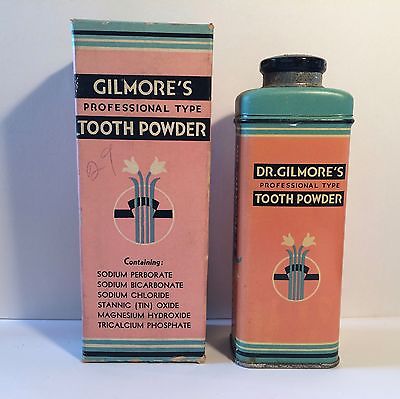 GILMORE'S
PROFESSIONAL TYPE
TOOTH POWDER
29
Containing:
SODIUM PERBORATE
SODIUM BICARBONATE
SODIUM CHLORIDE
STANNIC (TIN) OXIDE
MAGNESIUM HYDROXIDE
TRICALCIUM PHOSPHATE
DR.GILMORE'S
PROFESSIONAL TYPE
TOOTH POWDER